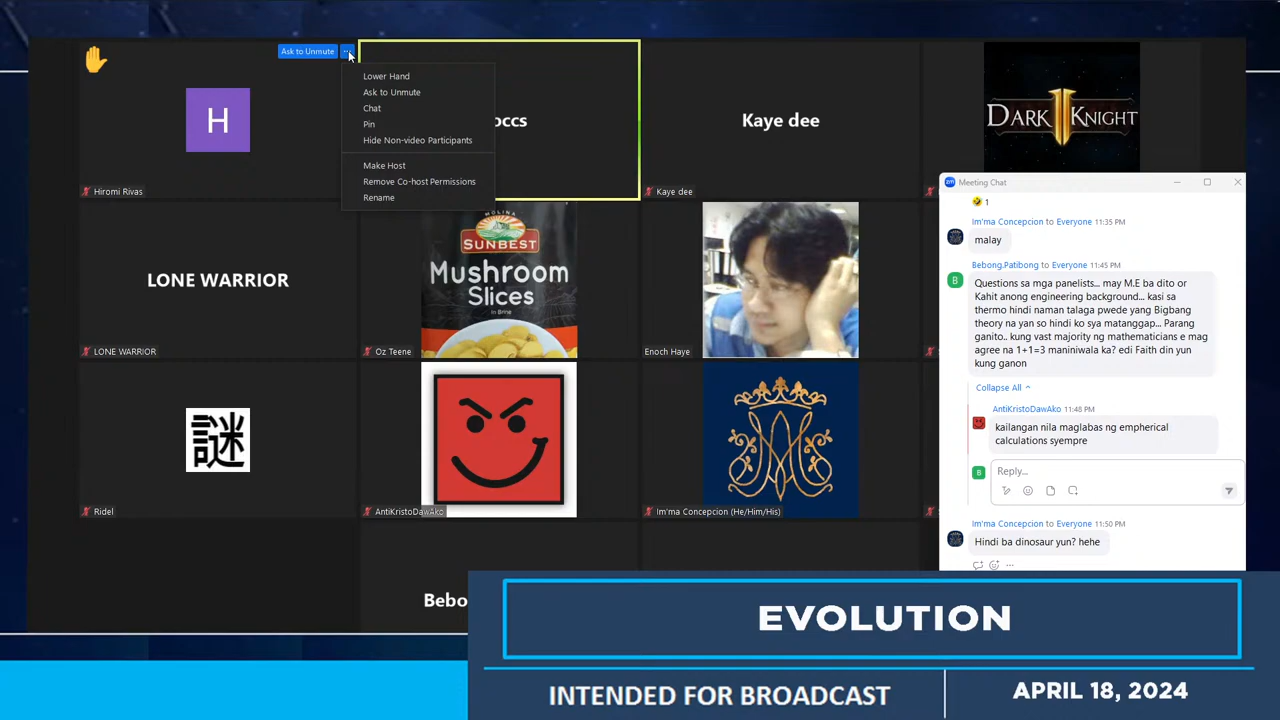 Ask to Unmute
Lower Hand
Ask to Unmute
Chat
Pin
Hide Non-video Participants
Make Host
Remove Co-host Permissions
Rename
H
Hiromi Rivas
occs
Kaye dee
Kaye dee
DARK II KNIGHT
LONE WARRIOR
LONE WARRIOR
MOLINA
SUNBEST
Mushroom
Slices
In Brine
Oz Teene
Enoch Haye
謎
Ridel
AntiKristoDawAko
Im'ma Concepcion (He/Him/His)
Bebo
Meeting Chat
1
Im'ma Concepcion to Everyone 11:35 PM
malay
Bebong.Patibong to Everyone 11:45 PM
B
Questions sa mga panelists... may M.E ba dito or
Kahit anong engineering background... kasi sa
thermo hindi naman talaga pwede yang Bigbang
theory na yan so hindi ko sya matanggap... Parang
ganito.. kung vast majority ng mathematicians e mag
agree na 1+1=3 maniniwala ka? edi Faith din yun
kung ganon
Collapse All
AntiKristoDawAko 11:48 PM
kailangan nila maglabas ng empherical
calculations syempre
B
Reply...
Im'ma Concepcion to Everyone 11:50 PM
Hindi ba dinosaur yun? hehe
EVOLUTION
INTENDED FOR BROADCAST
APRIL 18, 2024